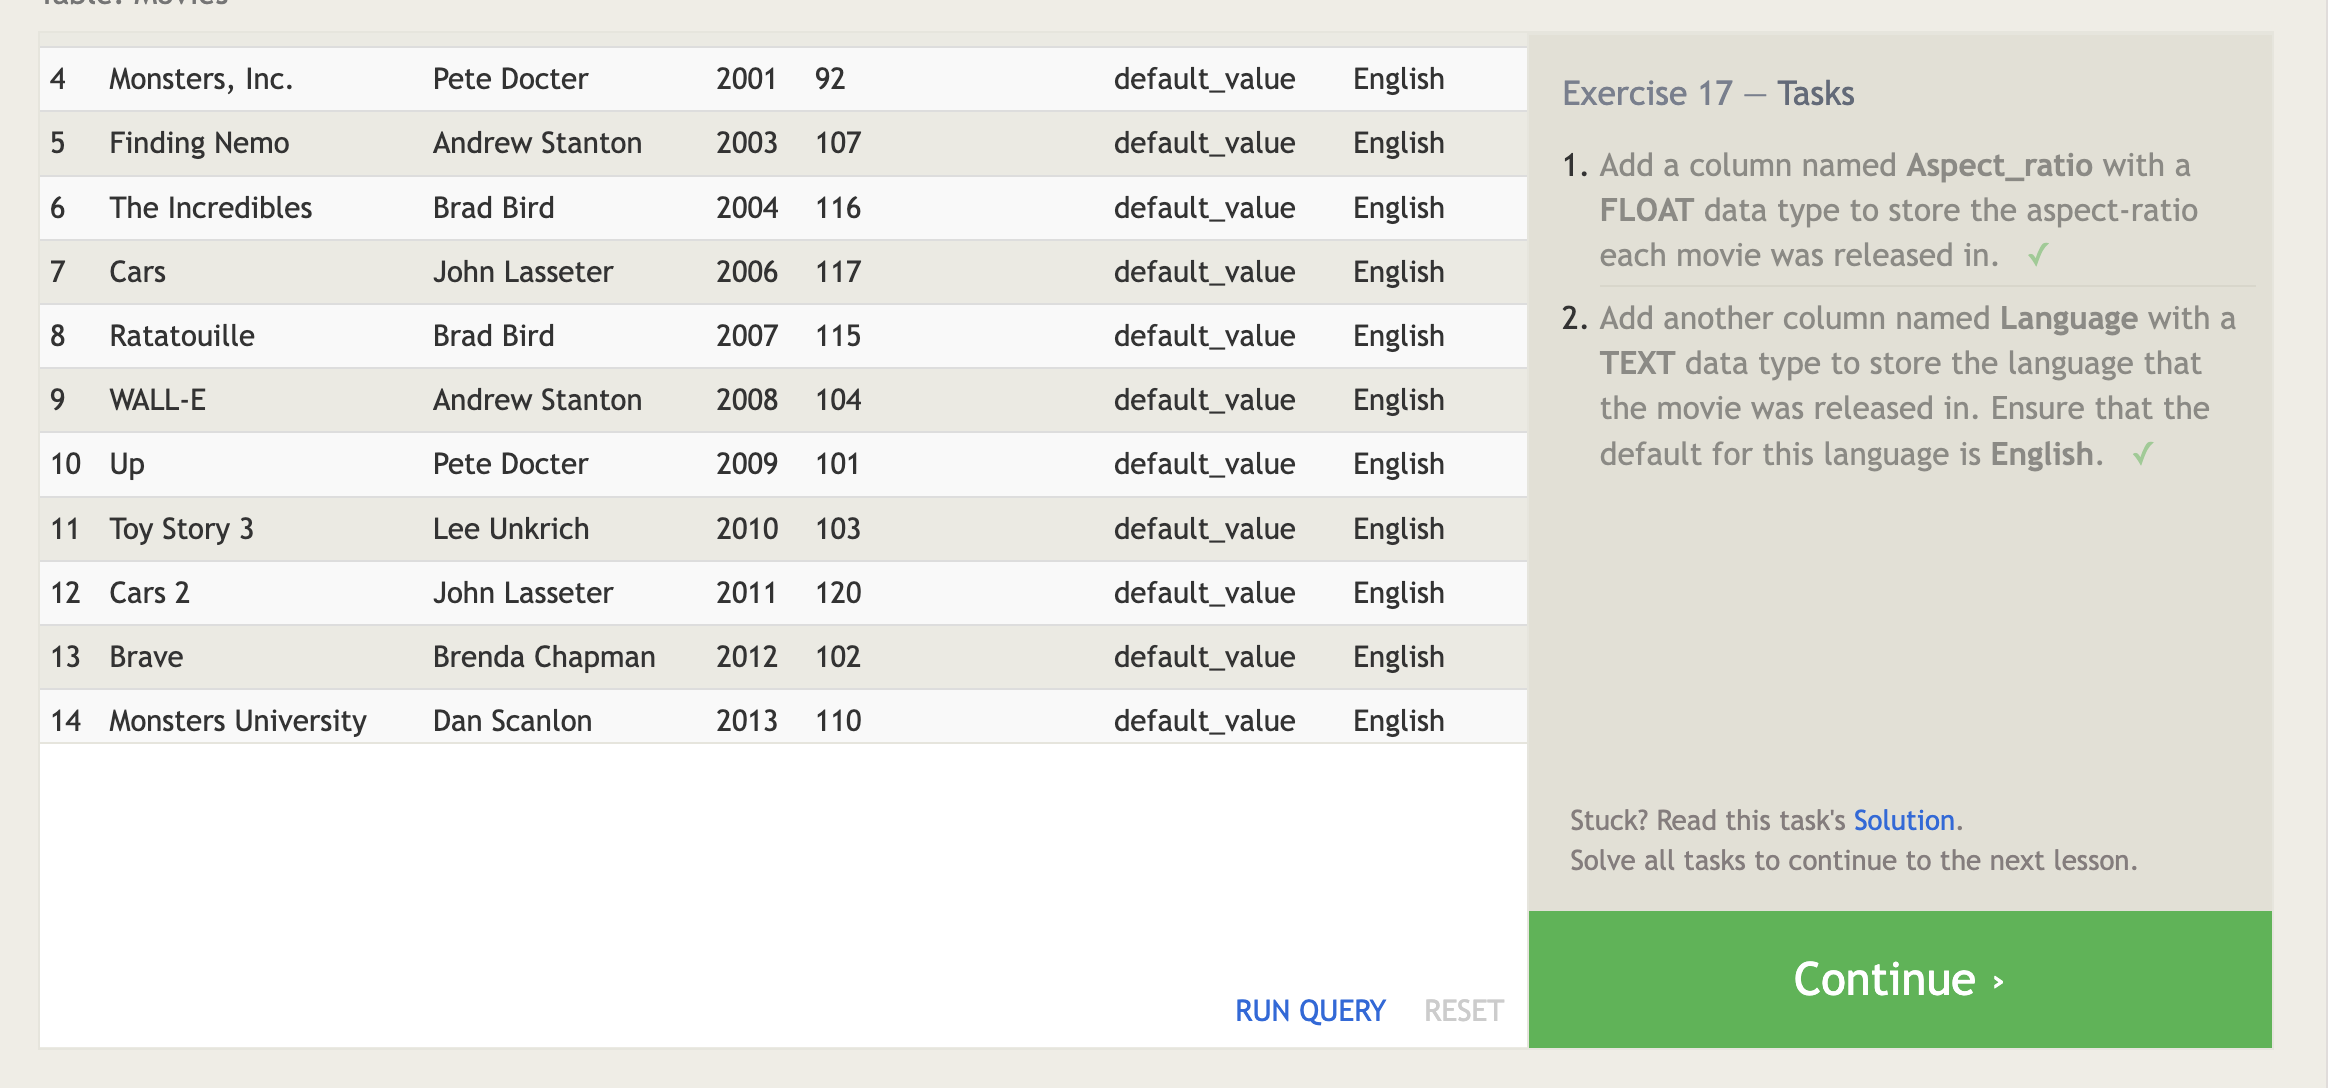 Table: Movies
4 Monsters, Inc. Pete Docter 2001 92 default_value English
5 Finding Nemo Andrew Stanton 2003 107 default_value English
6 The Incredibles Brad Bird 2004 116 default_value English
7 Cars John Lasseter 2006 117 default_value English
8 Ratatouille Brad Bird 2007 115 default_value English
9 WALL-E Andrew Stanton 2008 104 default_value English
10 Up Pete Docter 2009 101 default_value English
11 Toy Story 3 Lee Unkrich 2010 103 default_value English
12 Cars 2 John Lasseter 2011 120 default_value English
13 Brave Brenda Chapman 2012 102 default_value English
14 Monsters University Dan Scanlon 2013 110 default_value English
RUN QUERY RESET
Exercise 17 — Tasks
1. Add a column named Aspect_ratio with a
FLOAT data type to store the aspect-ratio
each movie was released in. ✓
2. Add another column named Language with a
TEXT data type to store the language that
the movie was released in. Ensure that the
default for this language is English. ✓
Stuck? Read this task's Solution.
Solve all tasks to continue to the next lesson.
Continue ›